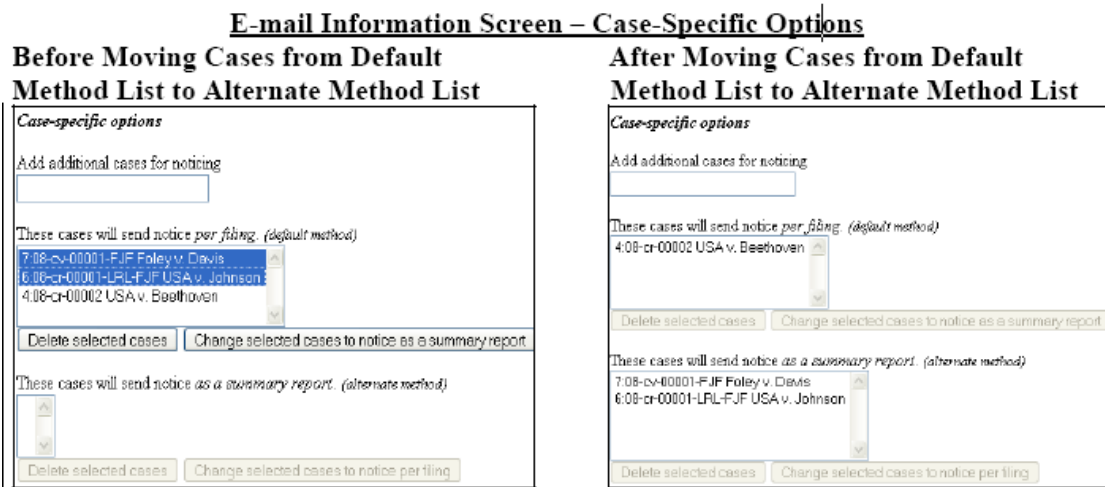 E-mail Information Screen – Case-Specific Options
Before Moving Cases from Default
Method List to Alternate Method List
Case-specific options
Add additional cases for noticing
These cases will send notice per filing. (default method)
7:08-cv-00001-FJF Foley v. Davis
6:08-cr-00001-LRL-FJF USA v. Johnson
4:08-cr-00002 USA v. Beethoven
Delete selected cases Change selected cases to notice as a summary report
These cases will send notice as a summary report. (alternate method)
Delete selected cases Change selected cases to notice per filing
After Moving Cases from Default
Method List to Alternate Method List
Case-specific options
Add additional cases for noticing
These cases will send notice per filing. (default method)
4:08-cr-00002 USA v. Beethoven
Delete selected cases Change selected cases to notice as a summary report
These cases will send notice as a summary report. (alternate method)
7:08-cv-00001-FJF Foley v. Davis
6:08-cr-00001-LRL-FJF USA v. Johnson
Delete selected cases Change selected cases to notice per filing